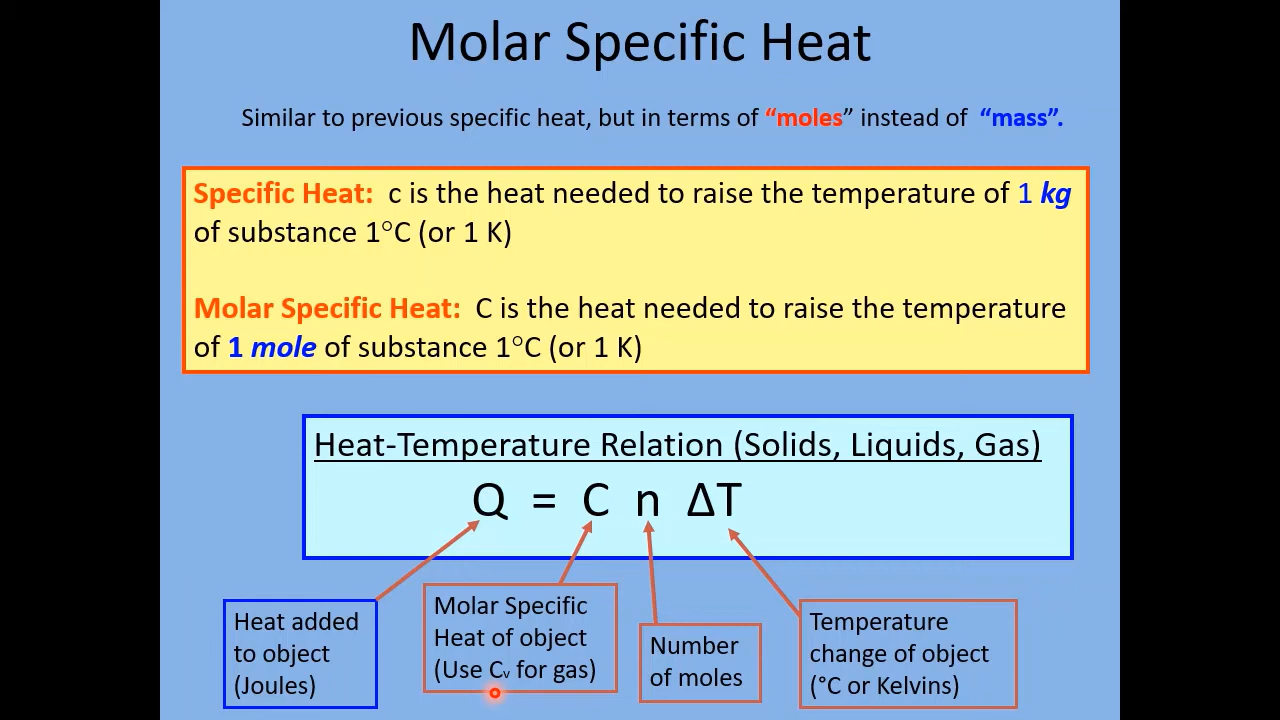 Molar Specific Heat
Similar to previous specific heat, but in terms of “moles” instead of “mass”.
Specific Heat: c is the heat needed to raise the temperature of 1 kg
of substance 1°C (or 1 K)
Molar Specific Heat: C is the heat needed to raise the temperature
of 1 mole of substance 1°C (or 1 K)
Heat-Temperature Relation (Solids, Liquids, Gas)
Q = C n ΔT
Heat added
to object
(Joules)
Molar Specific
Heat of object
(Use Cᵥ for gas)
Number
of moles
Temperature
change of object
(°C or Kelvins)